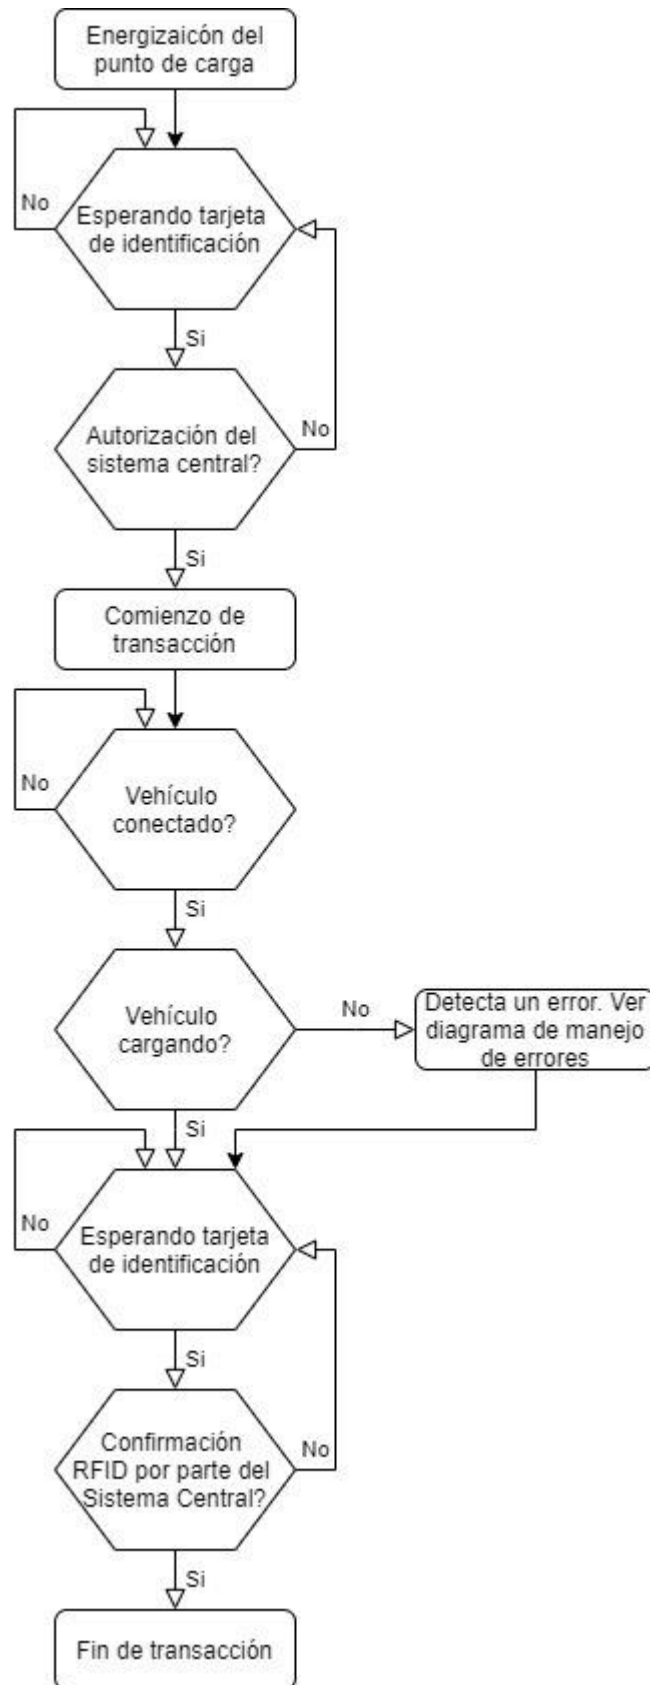 Energizaicón del
punto de carga
No
Esperando tarjeta
de identificación
Si
Autorización del
sistema central?
No
Si
Comienzo de
transacción
No
Vehículo
conectado?
Si
Vehículo
cargando?
No
Detecta un error. Ver
diagrama de manejo
de errores
Si
No
Esperando tarjeta
de identificación
Si
Confirmación
RFID por parte del
Sistema Central?
No
Si
Fin de transacción